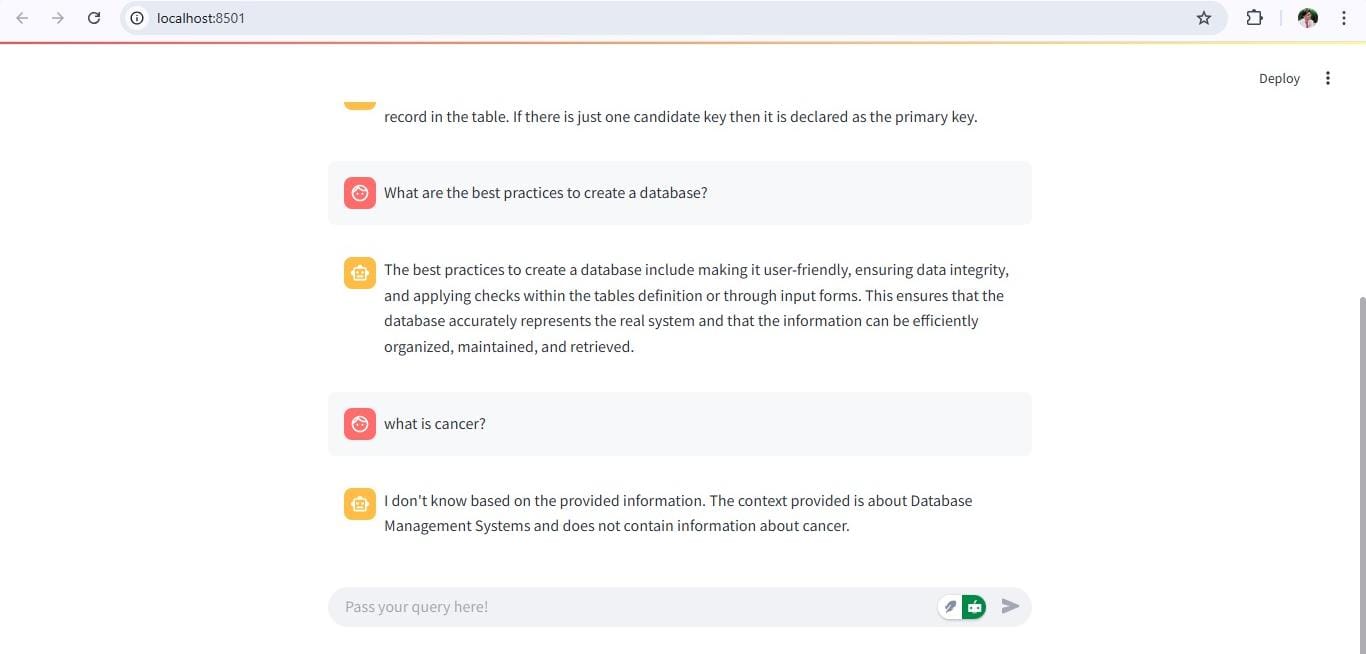 localhost:8501
Deploy
record in the table. If there is just one candidate key then it is declared as the primary key.
What are the best practices to create a database?
The best practices to create a database include making it user-friendly, ensuring data integrity,
and applying checks within the tables definition or through input forms. This ensures that the
database accurately represents the real system and that the information can be efficiently
organized, maintained, and retrieved.
what is cancer?
I don't know based on the provided information. The context provided is about Database
Management Systems and does not contain information about cancer.
Pass your query here!